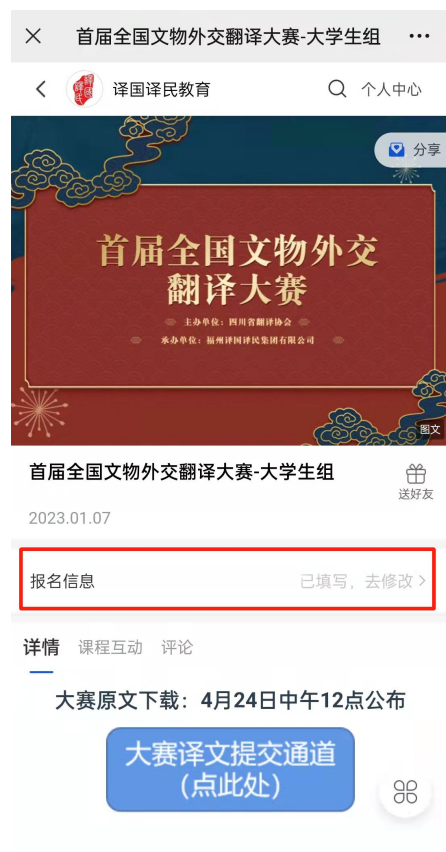 首届全国文物外交翻译大赛-大学生组
译国译民教育
个人中心
分享
首届全国文物外交
翻译大赛
主办单位：四川省翻译协会
承办单位：福州译国译民集团有限公司
图文
首届全国文物外交翻译大赛-大学生组
送好友
2023.01.07
报名信息
已填写，去修改
详情 课程互动 评论
大赛原文下载：4月24日中午12点公布
大赛译文提交通道
（点此处）